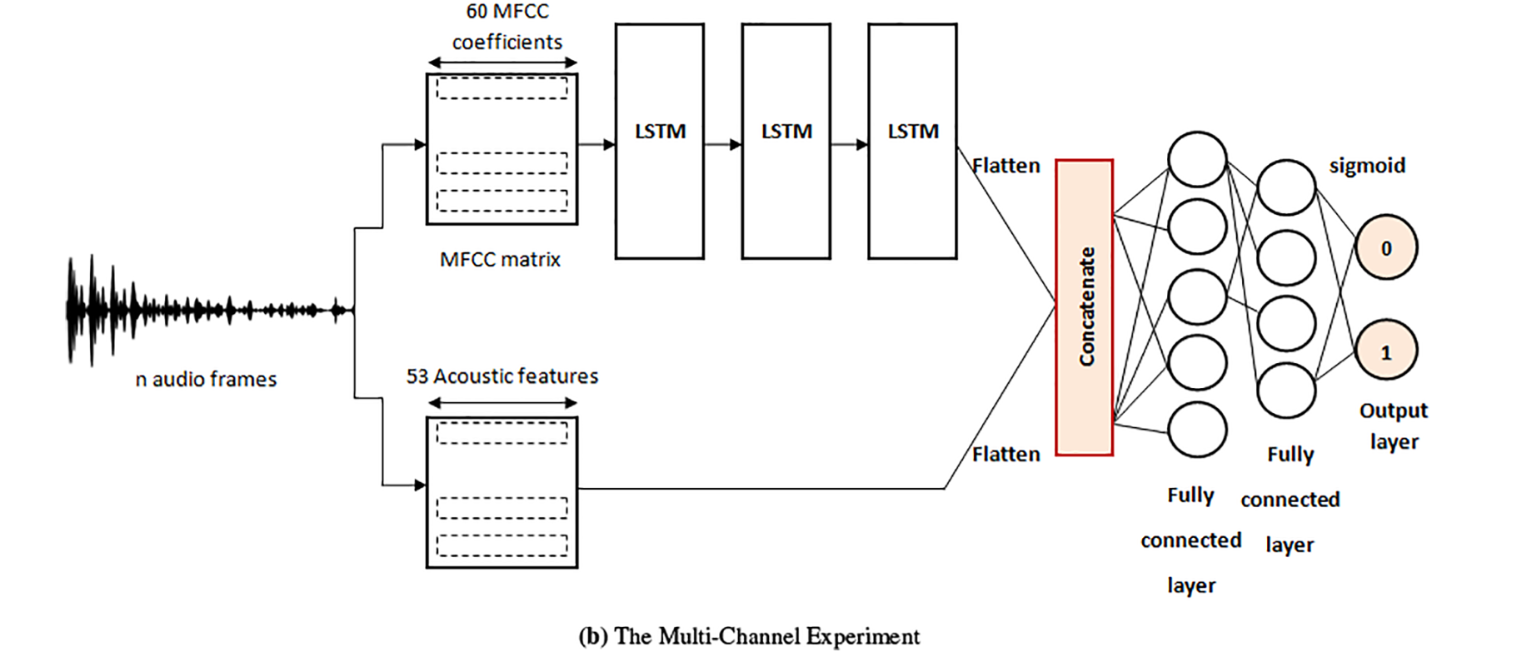 60 MFCC
coefficients
LSTM
LSTM
LSTM
MFCC matrix
n audio frames
53 Acoustic features
Flatten
Flatten
Concatenate
sigmoid
0
1
Output
layer
Fully
connected
layer
Fully
connected
layer
(b) The Multi-Channel Experiment